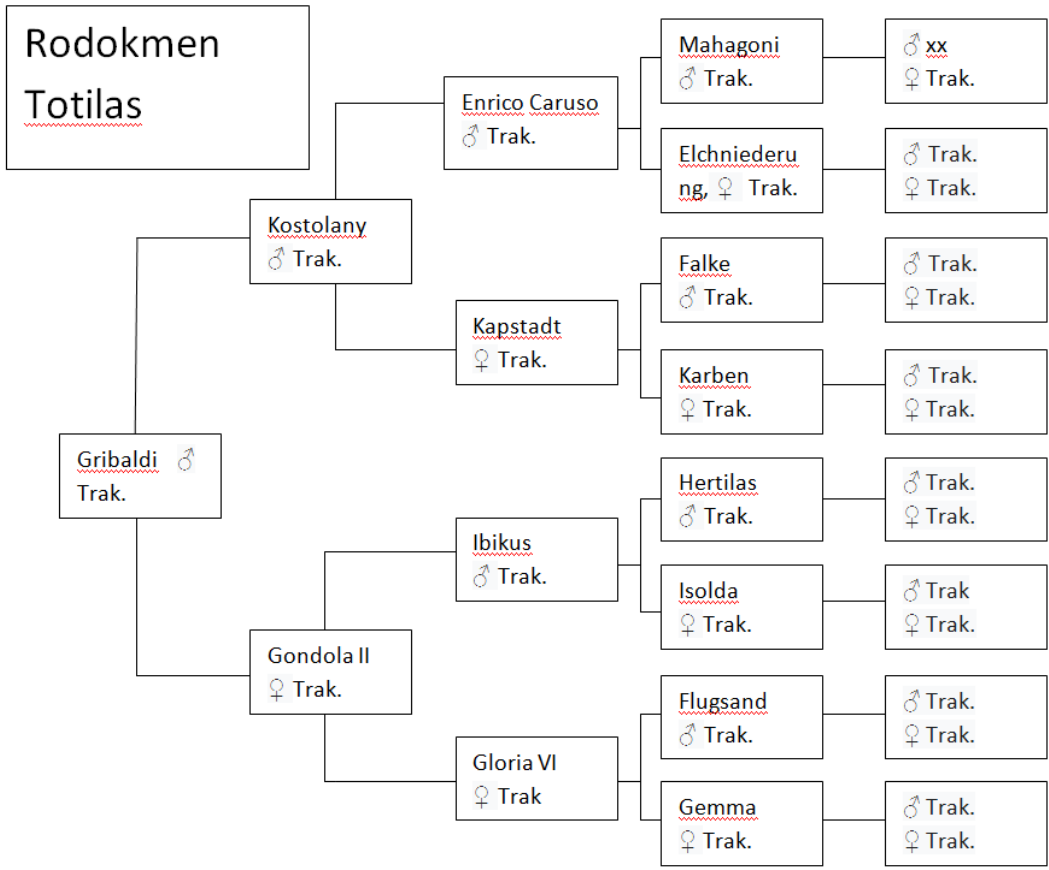 Rodokmen
Totilas
Mahagoni
♂ Trak.
♂ xx
♀ Trak.
Enrico Caruso
♂ Trak.
Elchniederu
ng, ♀ Trak.
♂ Trak.
♀ Trak.
Kostolany
♂ Trak.
Falke
♂ Trak.
♂ Trak.
♀ Trak.
Kapstadt
♀ Trak.
Karben
♀ Trak.
♂ Trak.
♀ Trak.
Gribaldi ♂
Trak.
Hertilas
♂ Trak.
♂ Trak.
♀ Trak.
Ibikus
♂ Trak.
Isolda
♀ Trak.
♂ Trak
♀ Trak.
Gondola II
♀ Trak.
Flugsand
♂ Trak.
♂ Trak.
♀ Trak.
Gloria VI
♀ Trak
Gemma
♀ Trak.
♂ Trak.
♀ Trak.